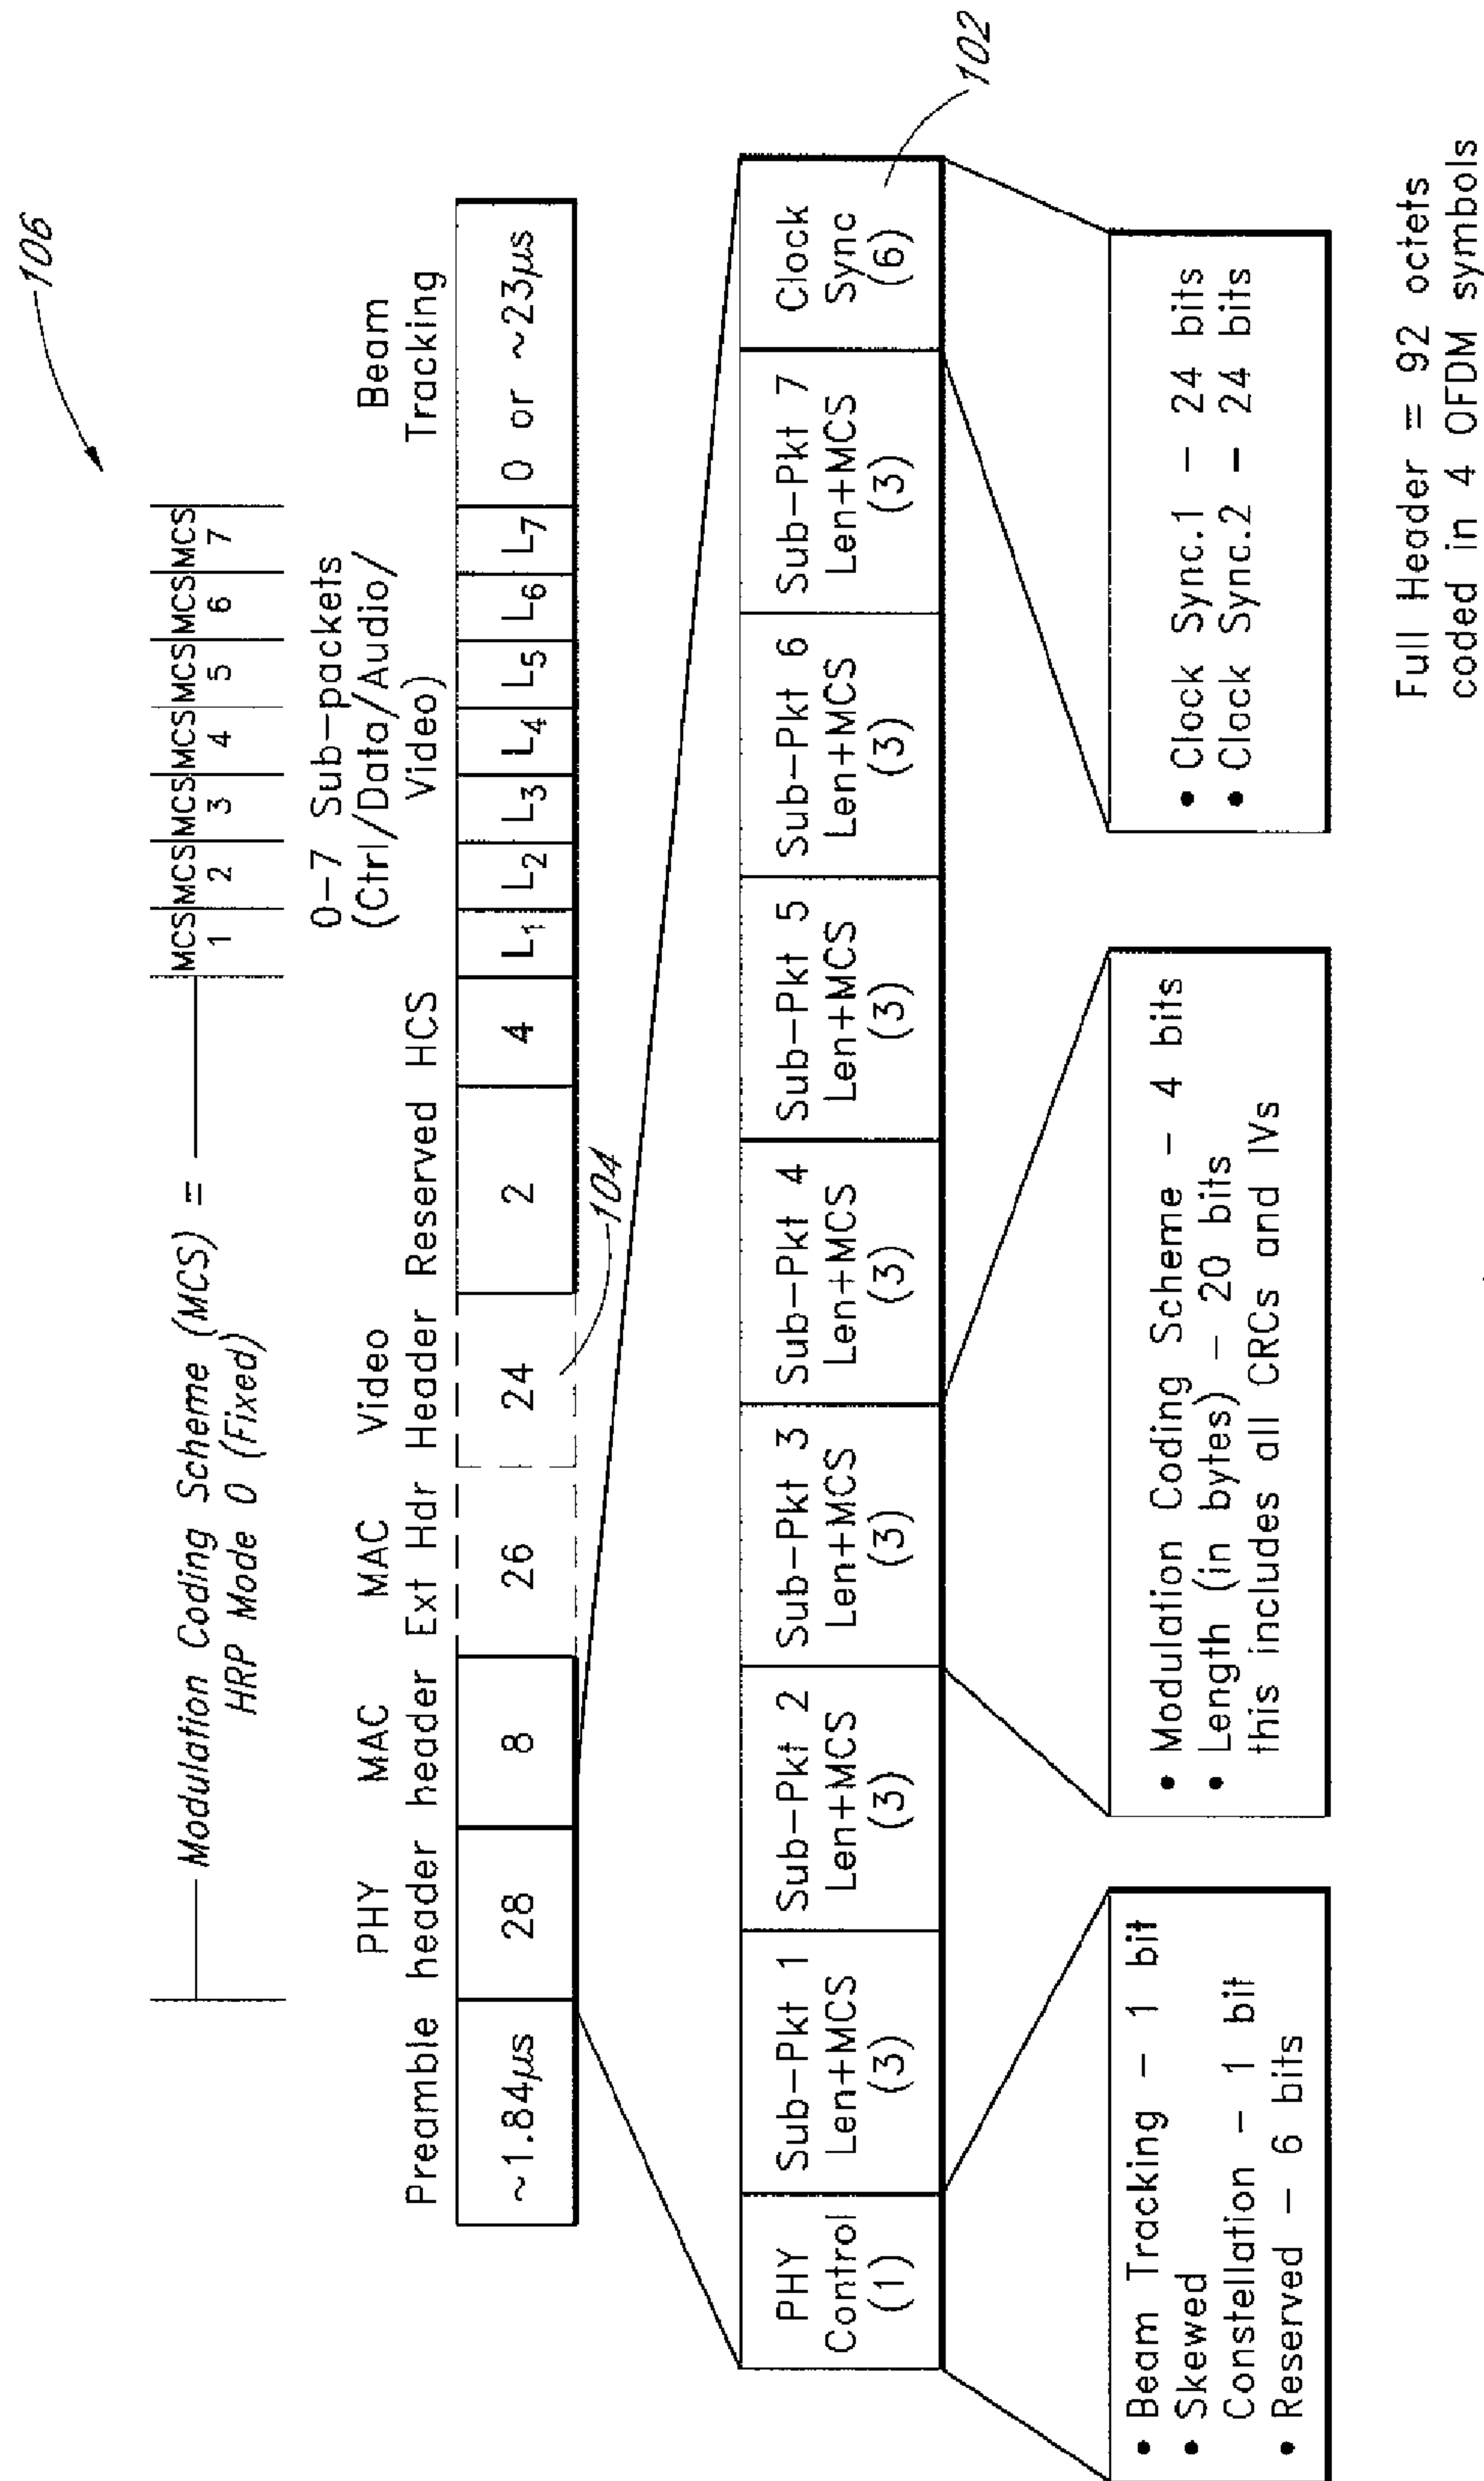 106
Modulation Coding Scheme (MCS) =
HRP Mode 0 (Fixed)
MCS MCS MCS MCS MCS MCS MCS
1 2 3 4 5 6 7
0-7 Sub-packets
(Ctrl/Data/Audio/
Video)
Beam
Tracking
PHY MAC MAC Video
Preamble header header Ext Hdr Header Reserved HCS
~1.84μs 28 8 26 24 2 4 L1 L2 L3 L4 L5 L6 L7 0 or ~23μs
104
102
PHY
Control
(1)
Sub-Pkt 1
Len+MCS
(3)
Sub-Pkt 2
Len+MCS
(3)
Sub-Pkt 3
Len+MCS
(3)
Sub-Pkt 4
Len+MCS
(3)
Sub-Pkt 5
Len+MCS
(3)
Sub-Pkt 6
Len+MCS
(3)
Sub-Pkt 7
Len+MCS
(3)
Clock
Sync
(6)
• Beam Tracking - 1 bit
• Skewed
Constellation - 1 bit
• Reserved - 6 bits
• Modulation Coding Scheme - 4 bits
• Length (in bytes) - 20 bits
this includes all CRCs and IVs
• Clock Sync.1 - 24 bits
• Clock Sync.2 - 24 bits
Full Header = 92 octets
coded in 4 OFDM symbols